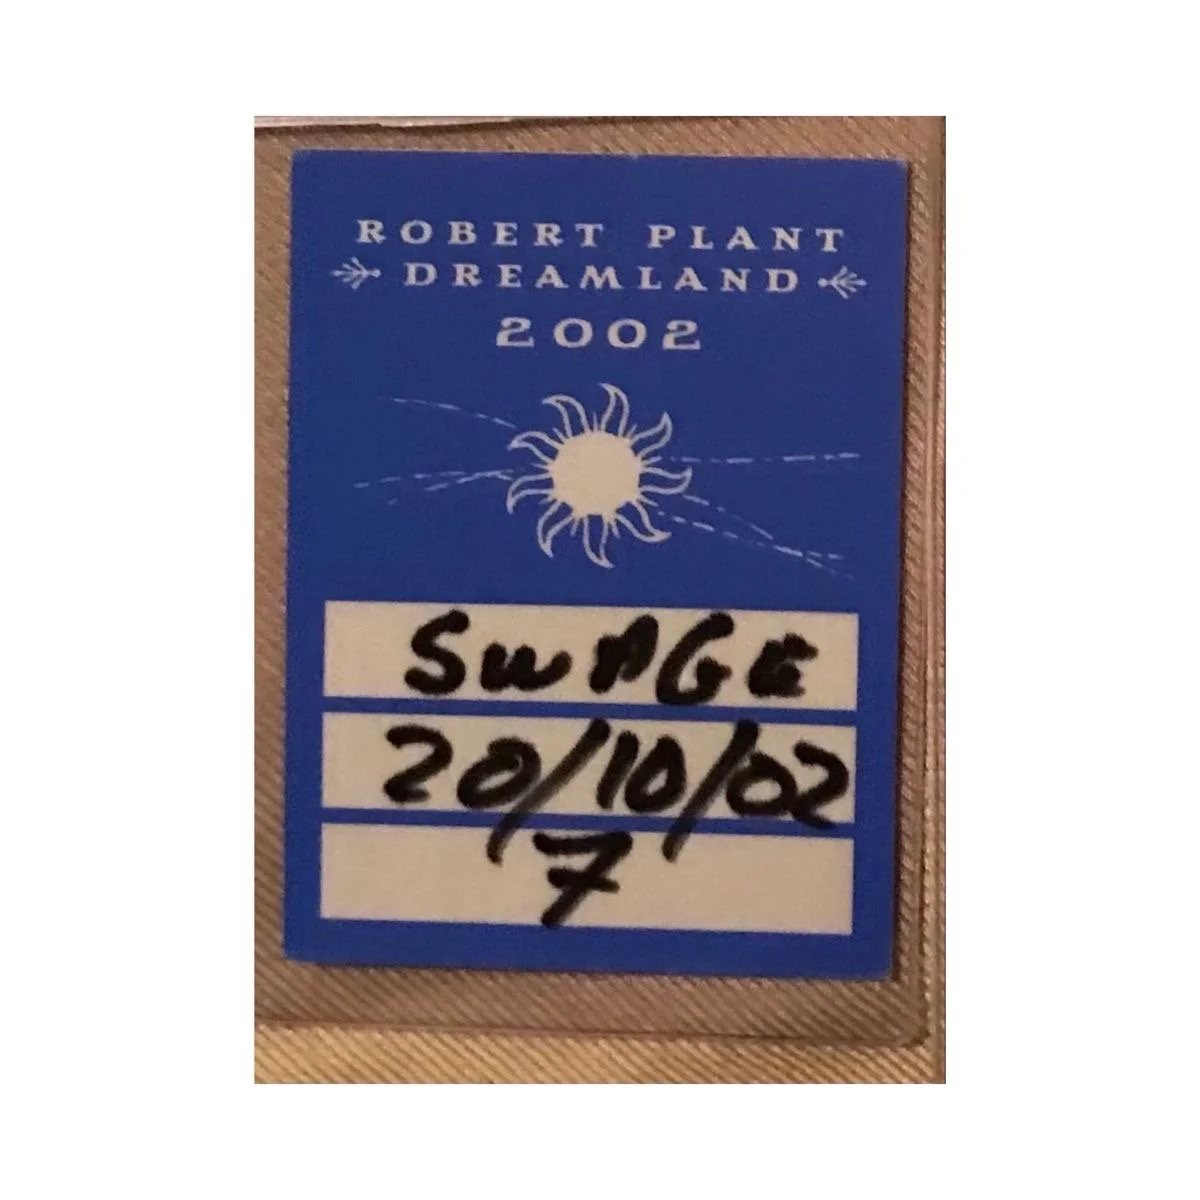 ROBERT PLANT
DREAMLAND
2002
SWAGE
20/10/02
7